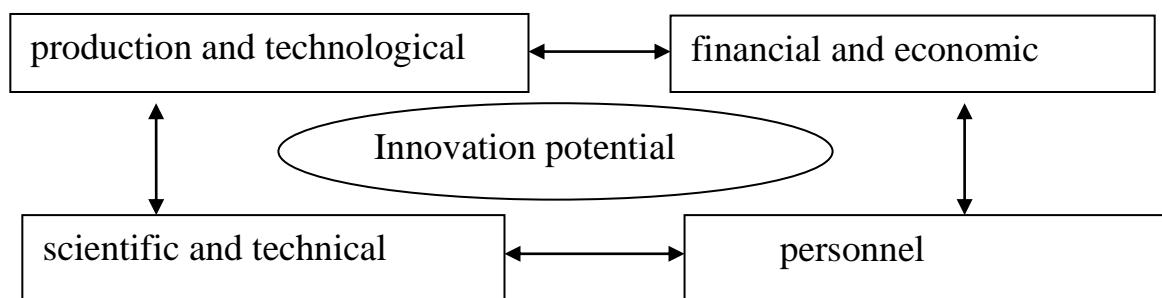 production and technological
financial and economic
Innovation potential
scientific and technical
personnel